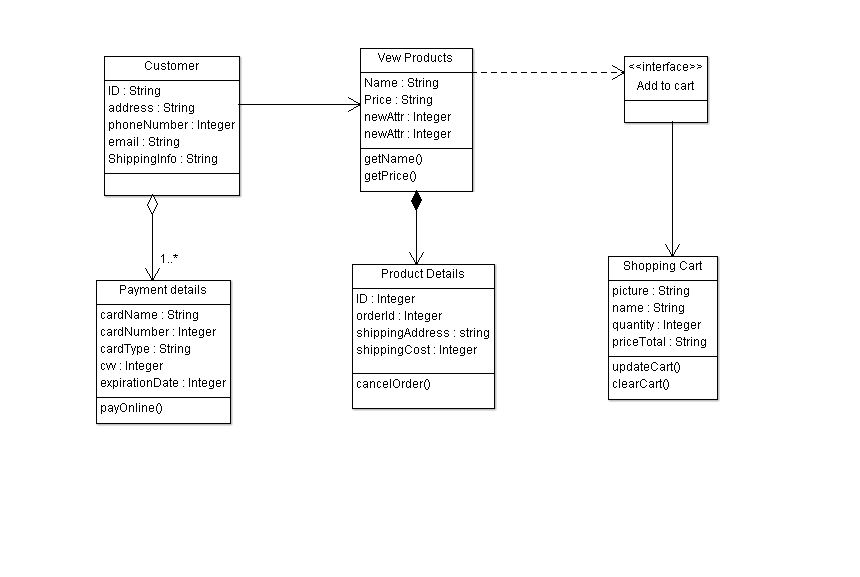 Customer
ID : String
address : String
phoneNumber : Integer
email : String
ShippingInfo : String
Vew Products
Name : String
Price : String
newAttr : Integer
newAttr : Integer
getName()
getPrice()
<<interface>>
Add to cart
1..*
Payment details
cardName : String
cardNumber : Integer
cardType : String
cvv : Integer
expirationDate : Integer
payOnline()
Product Details
ID : Integer
orderId : Integer
shippingAddress : string
shippingCost : Integer
cancelOrder()
Shopping Cart
picture : String
name : String
quantity : Integer
priceTotal : String
updateCart()
clearCart()